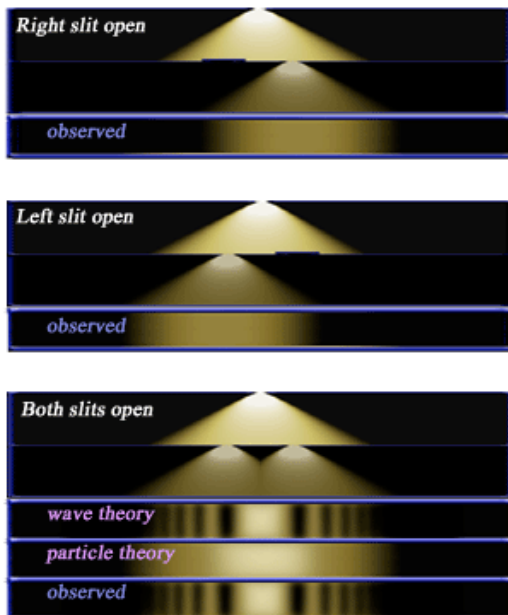 Right slit open
observed
Left slit open
observed
Both slits open
wave theory
particle theory
observed